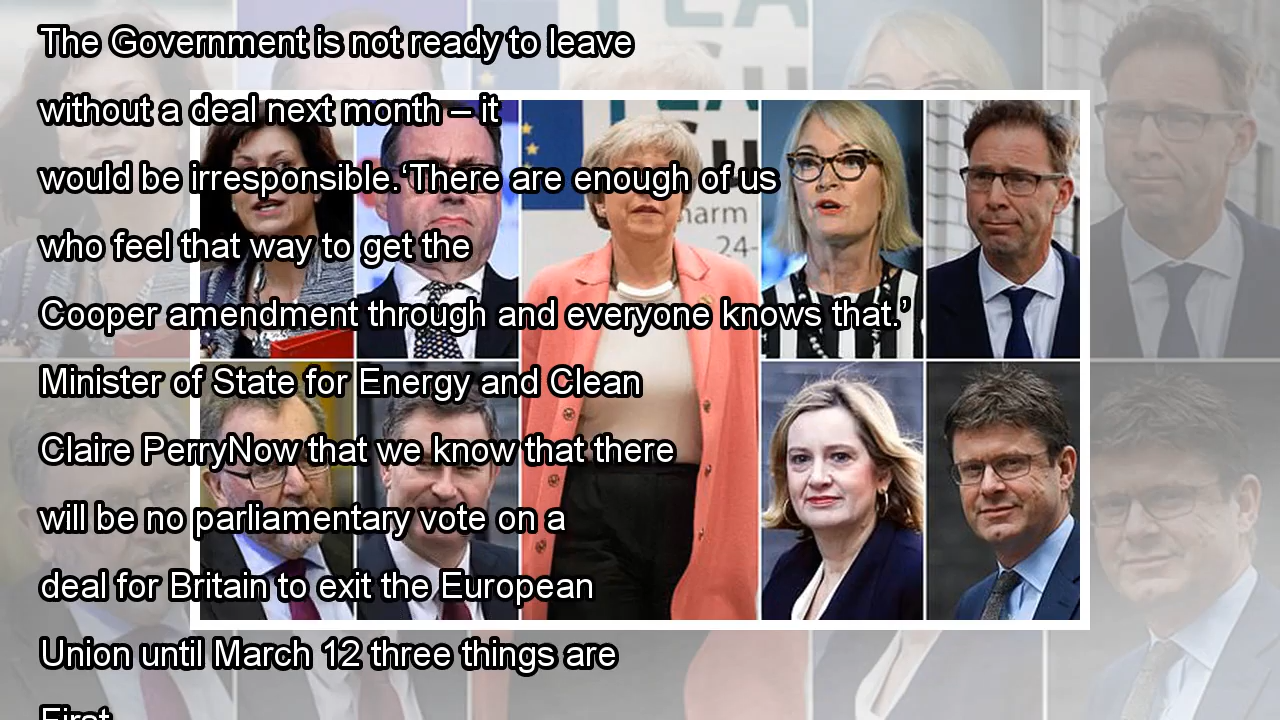 The Government is not ready to leave
without a deal next month – it
would be irresponsible.‘There are enough of us
who feel that way to get the
Cooper amendment through and everyone knows that.’
Minister of State for Energy and Clean
Claire PerryNow that we know that there
will be no parliamentary vote on a
deal for Britain to exit the European
Union until March 12 three things are
First
harm
24-